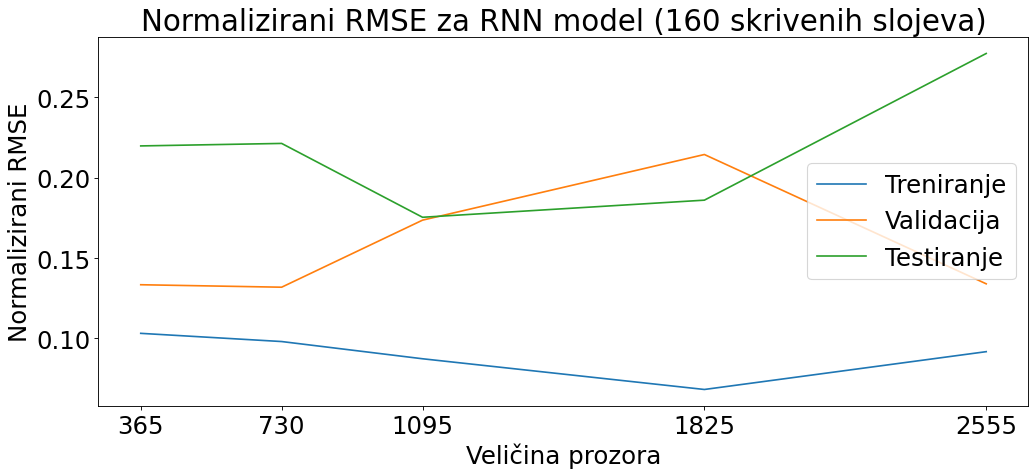 Normalizirani RMSE za RNN model (160 skrivenih slojeva)
Normalizirani RMSE
0.25
0.20
0.15
0.10
Treniranje
Validacija
Testiranje
365 730 1095 1825 2555
Veličina prozora